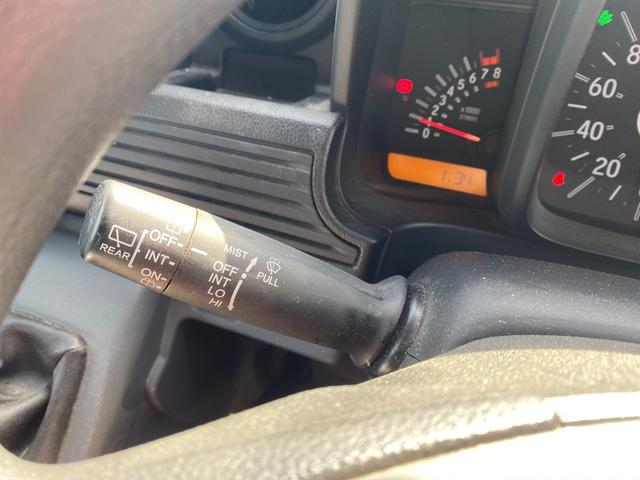 8
7
6
5
4
3
2
1
0
x1000
r/min
1:34
80
60
40
20
REAR
OFF
INT
ON
MIST
PULL
OFF
INT
LO
HI